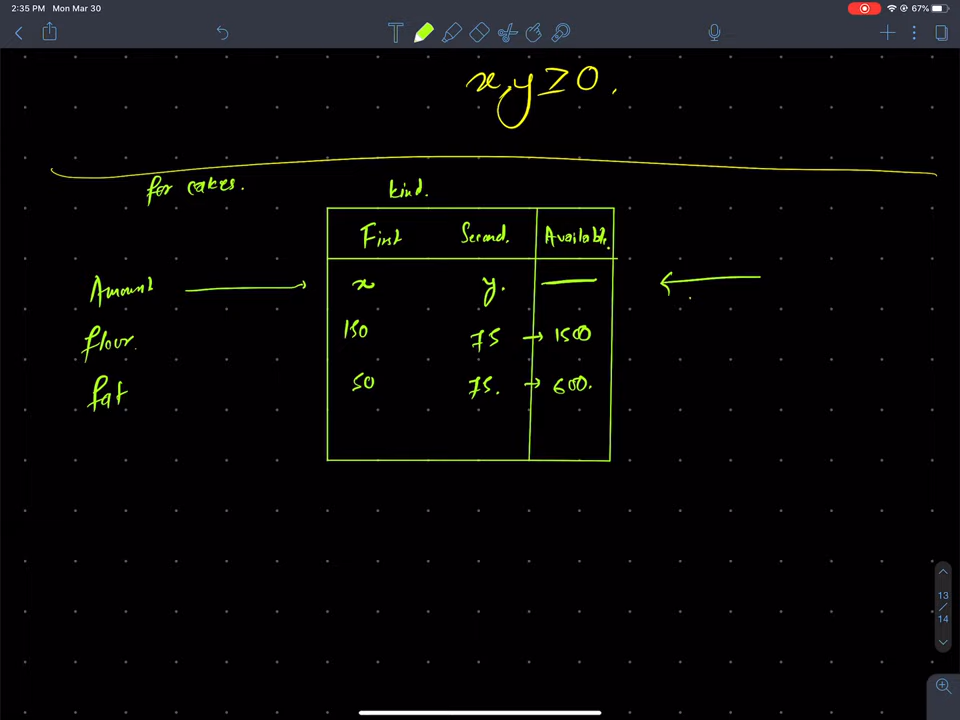 2:35 PM Mon Mar 30
67%
T
x, y ≥ 0.
for cakes.
kind.
First Second. Available.
Amount x y. —
flour. 150 75 → 1500
fat 50 75. → 600.
13
/
14